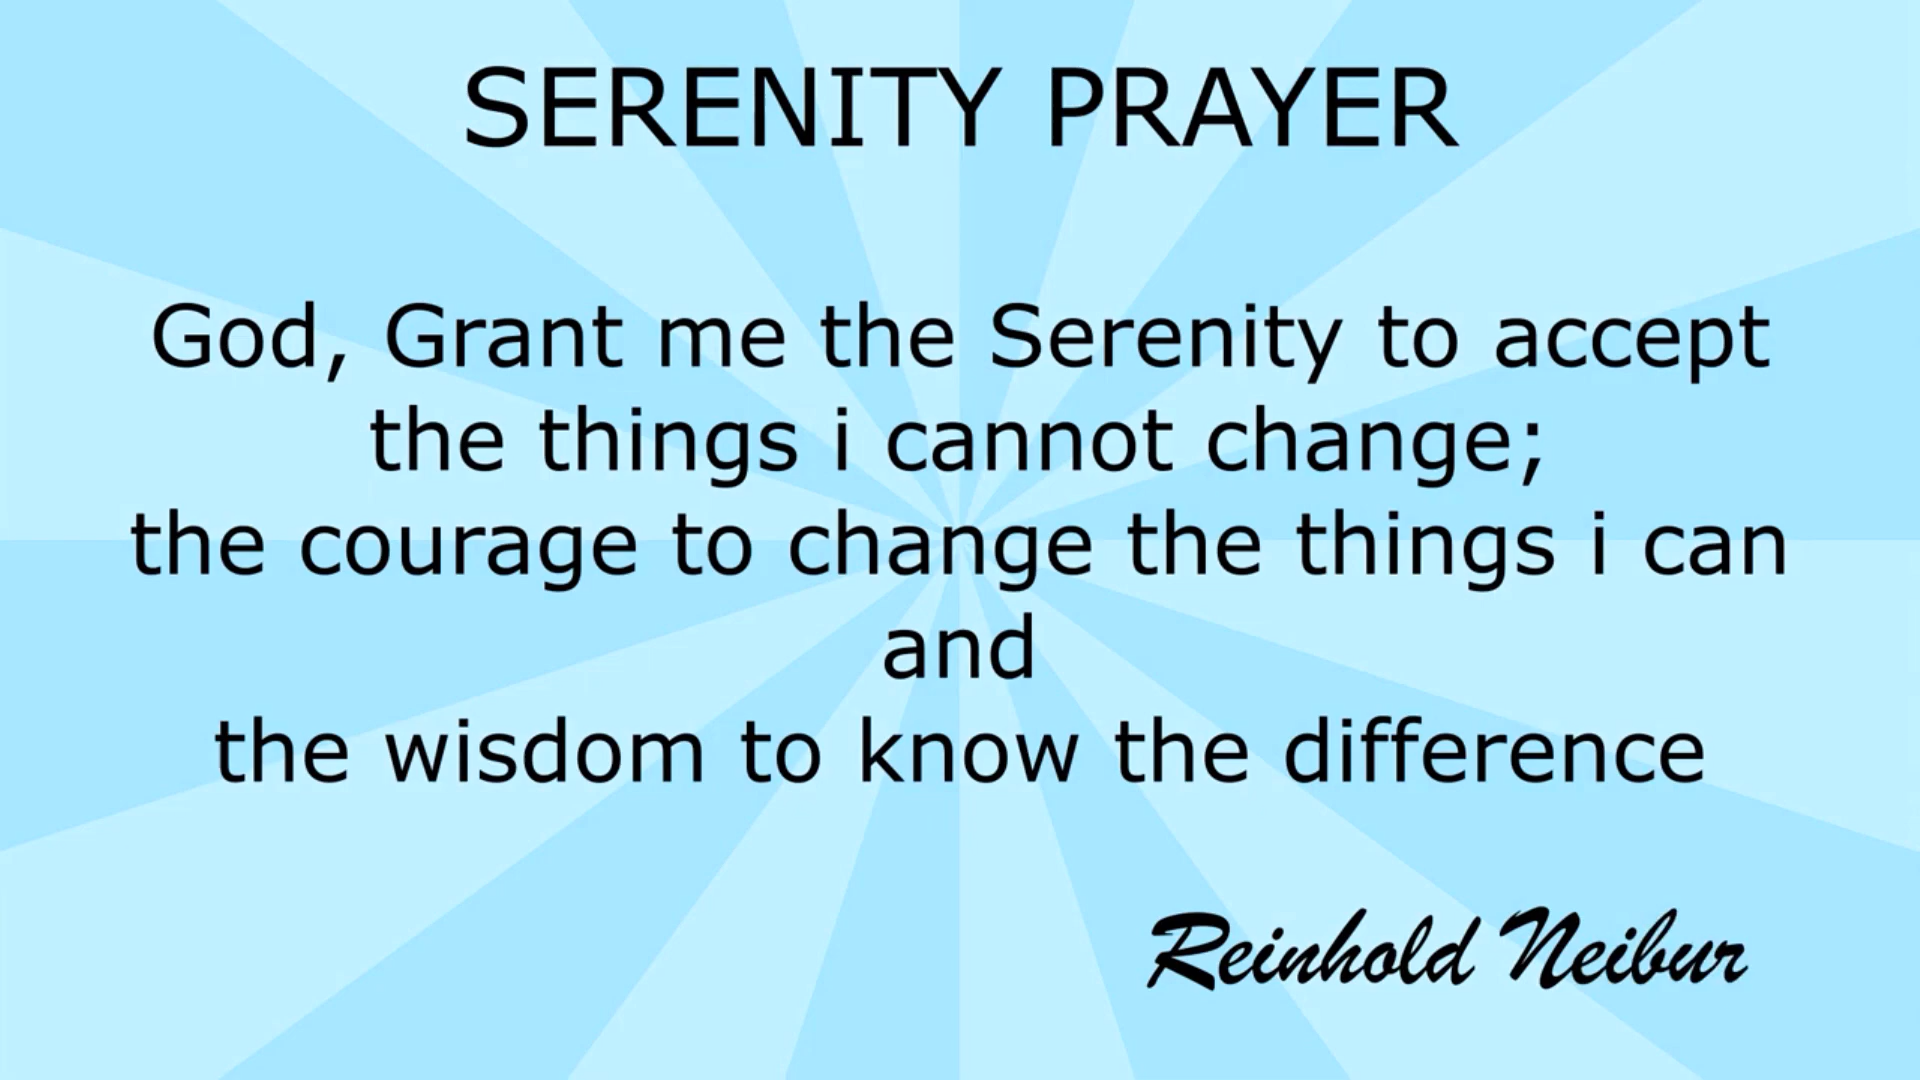 SERENITY PRAYER
God, Grant me the Serenity to accept
the things i cannot change;
the courage to change the things i can
and
the wisdom to know the difference
Reinhold Neibur